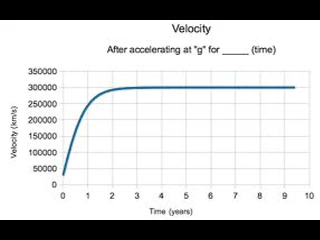 Velocity
After accelerating at "g" for _____ (time)
350000
300000
250000
200000
150000
100000
50000
0
Velocity (km/s)
0 1 2 3 4 5 6 7 8 9 10
Time (years)